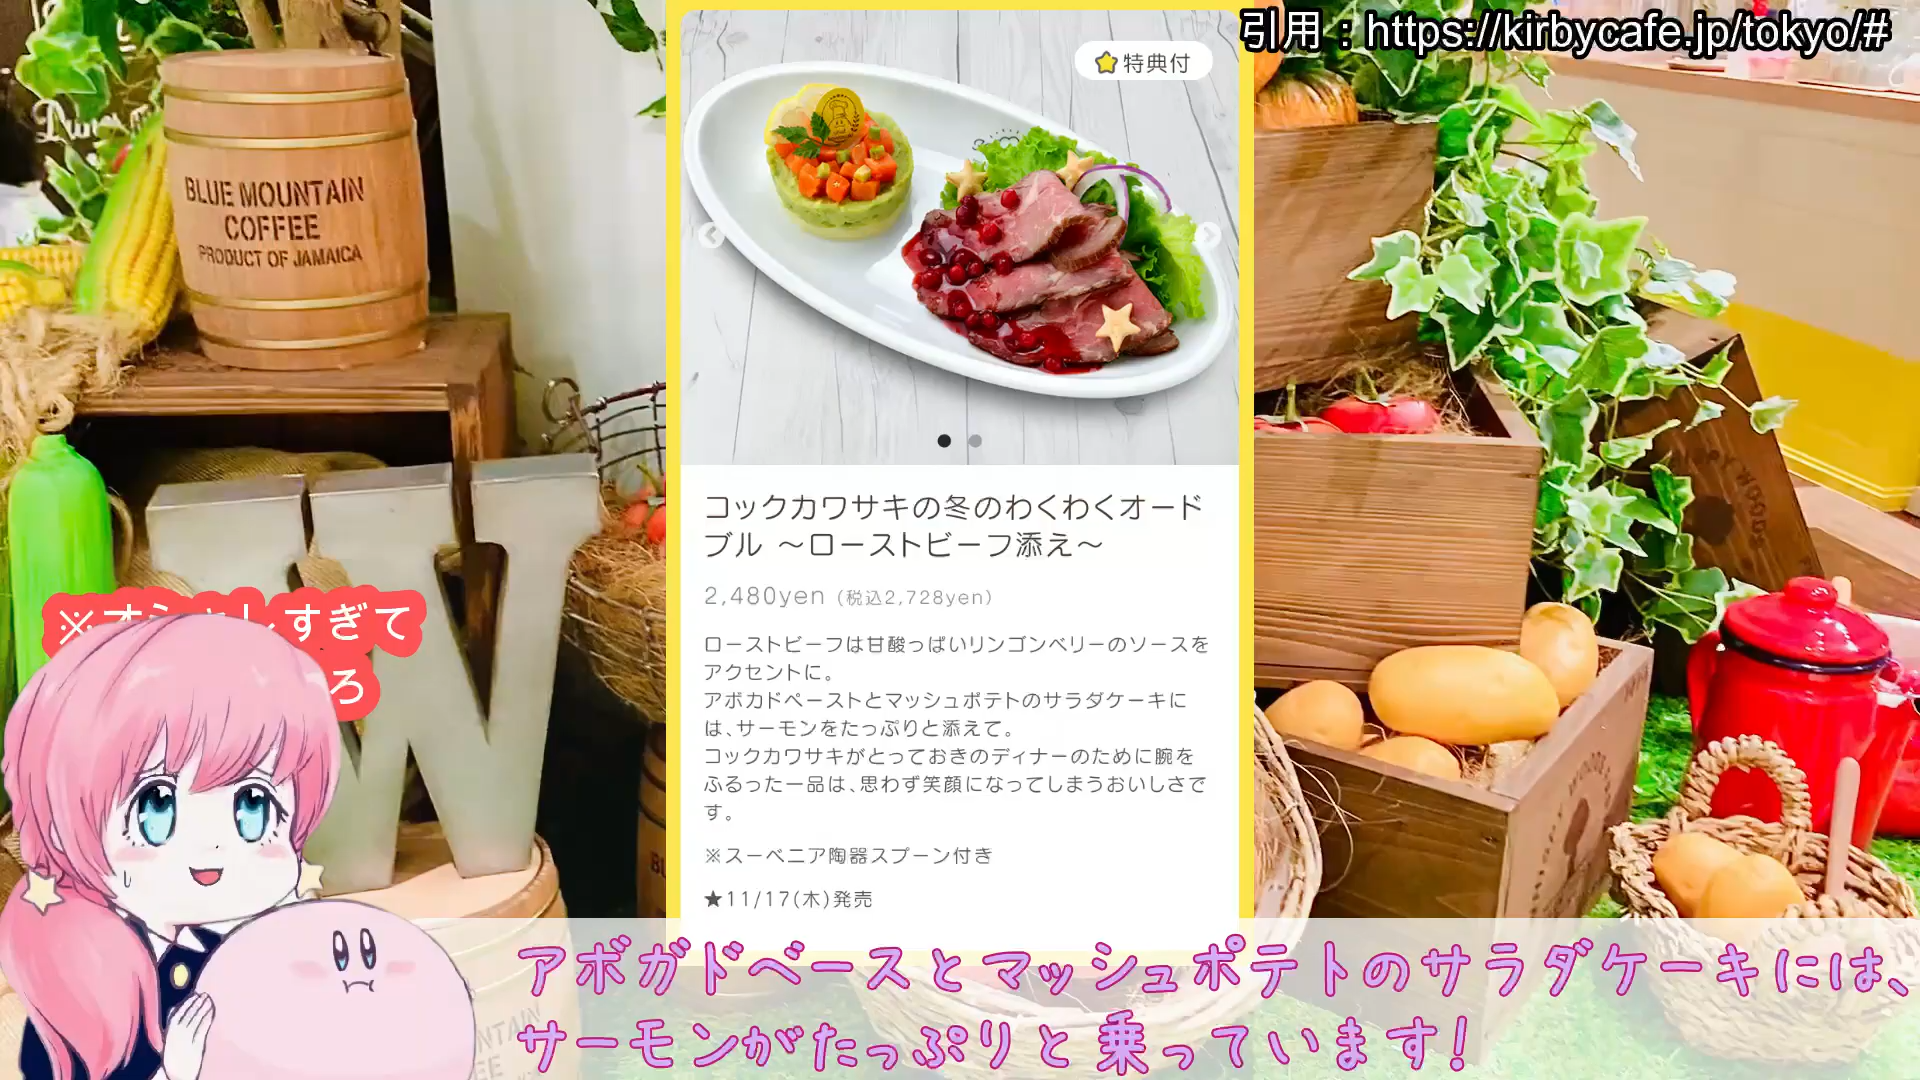 引用：https://kirbycafe.jp/tokyo/#
特典付
BLUE MOUNTAIN
COFFEE
PRODUCT OF JAMAICA
コックカワサキの冬のわくわくオード
ブル ～ローストビーフ添え～
2,480yen (税込2,728yen)
ローストビーフは甘酸っぱいリンゴンベリーのソースを
アクセントに。
アボカドペーストとマッシュポテトのサラダケーキに
は、サーモンをたっぷりと添えて。
コックカワサキがとっておきのディナーのために腕を
ふるった一品は、思わず笑顔になってしまうおいしさで
す。
※スーベニア陶器スプーン付き
★11/17(木)発売
※オシャレすぎて
ろ
W
アボガドベースとマッシュポテトのサラダケーキには、
サーモンがたっぷりと乗っています!